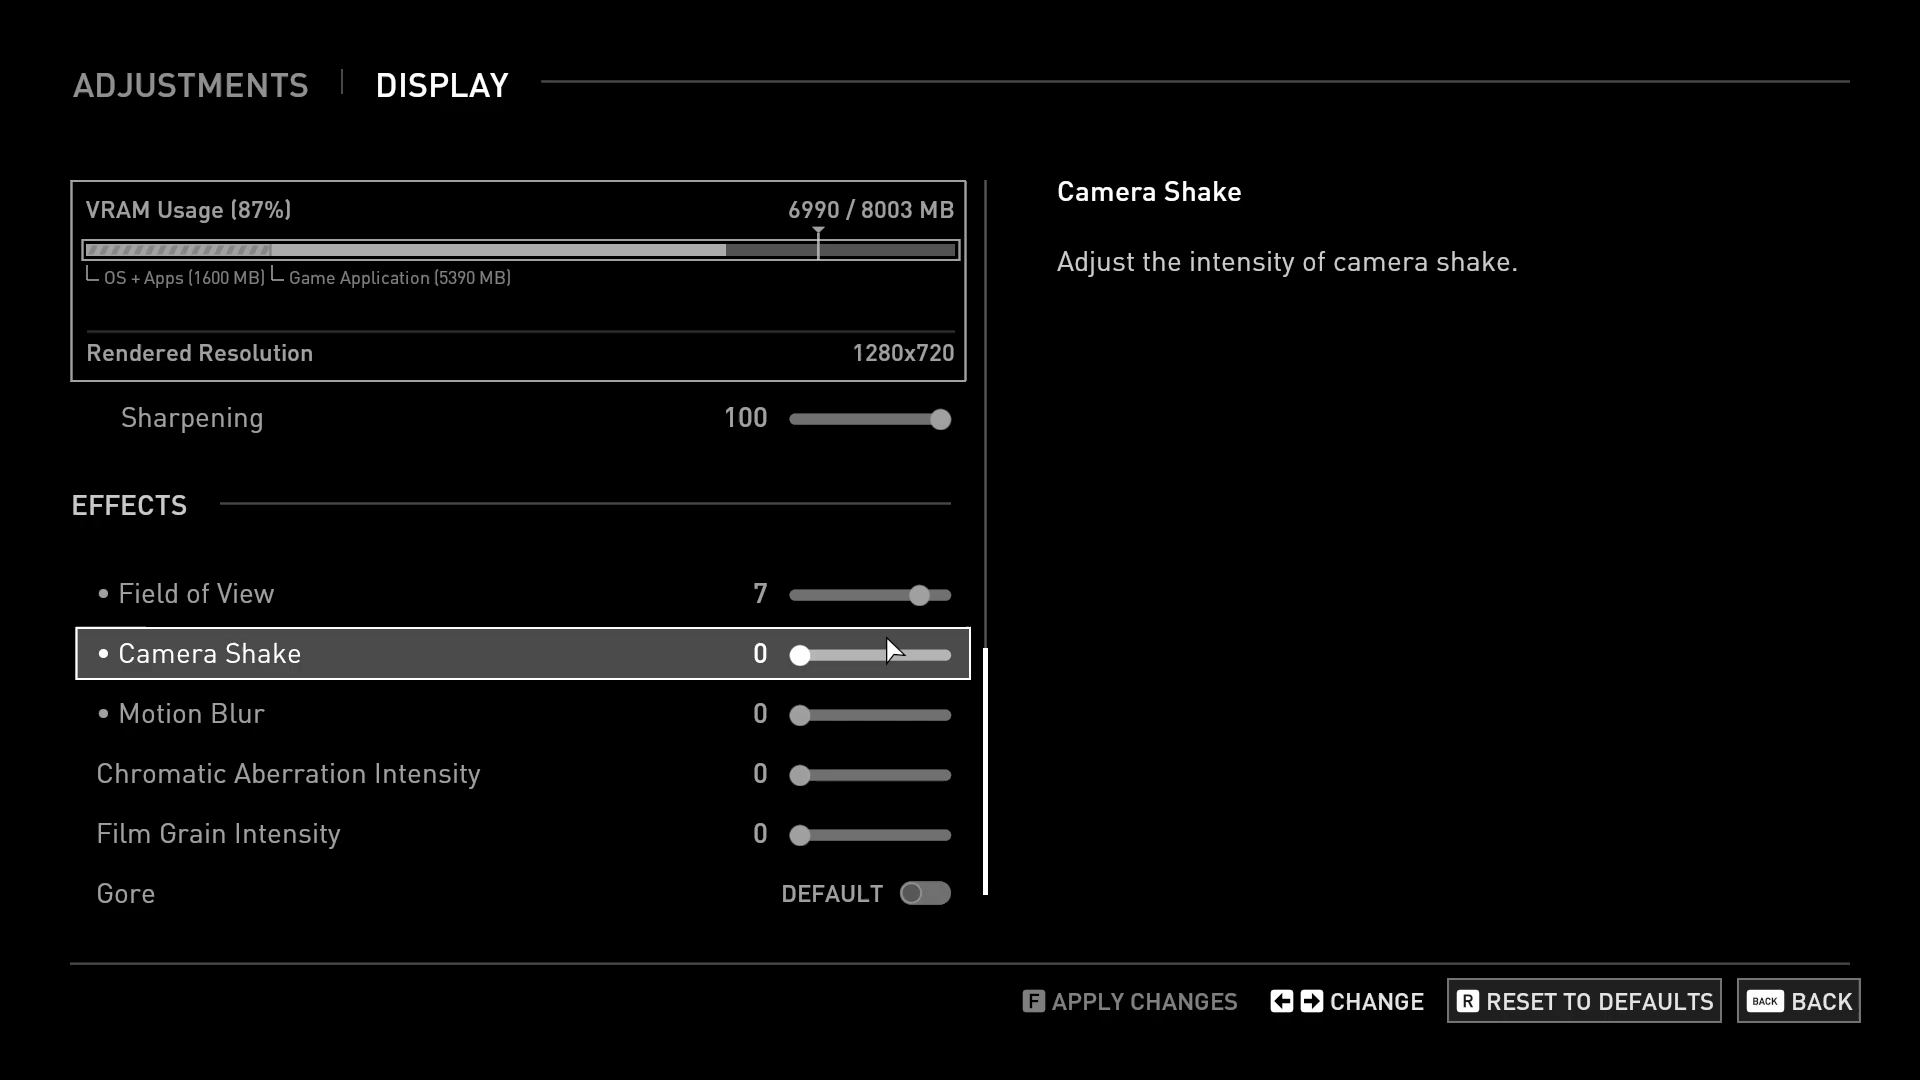 ADJUSTMENTS | DISPLAY
VRAM Usage (87%) 6990 / 8003 MB
OS + Apps (1600 MB) Game Application (5390 MB)
Rendered Resolution 1280x720
Sharpening 100
EFFECTS
• Field of View 7
• Camera Shake 0
• Motion Blur 0
Chromatic Aberration Intensity 0
Film Grain Intensity 0
Gore DEFAULT
Camera Shake
Adjust the intensity of camera shake.
F APPLY CHANGES ← → CHANGE R RESET TO DEFAULTS BACK BACK